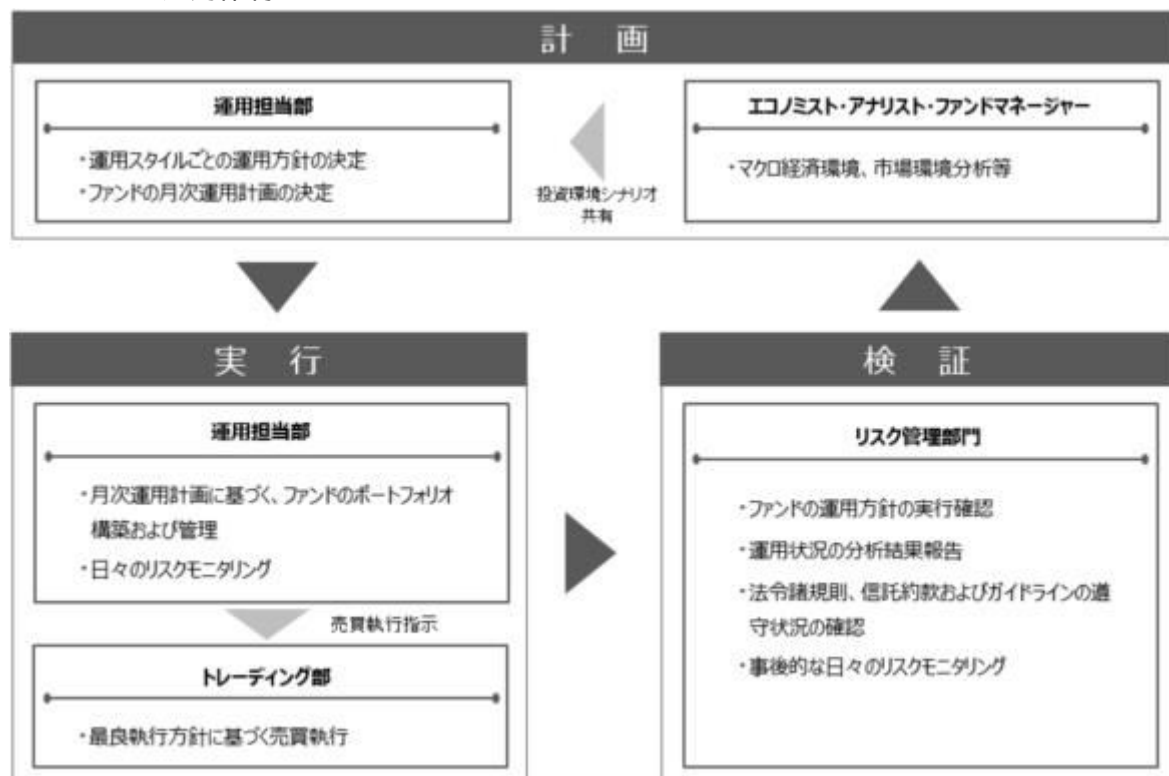 計 画
運用担当部
・運用スタイルごとの運用方針の決定
・ファンドの月次運用計画の決定
投資環境シナリオ
共有
エコノミスト・アナリスト・ファンドマネージャー
・マクロ経済環境、市場環境分析等
実 行
運用担当部
・月次運用計画に基づく、ファンドのポートフォリオ
構築および管理
・日々のリスクモニタリング
売買執行指示
トレーディング部
・最良執行方針に基づく売買執行
検 証
リスク管理部門
・ファンドの運用方針の実行確認
・運用状況の分析結果報告
・法令諸規則、信託約款およびガイドラインの遵
守状況の確認
・事後的な日々のリスクモニタリング